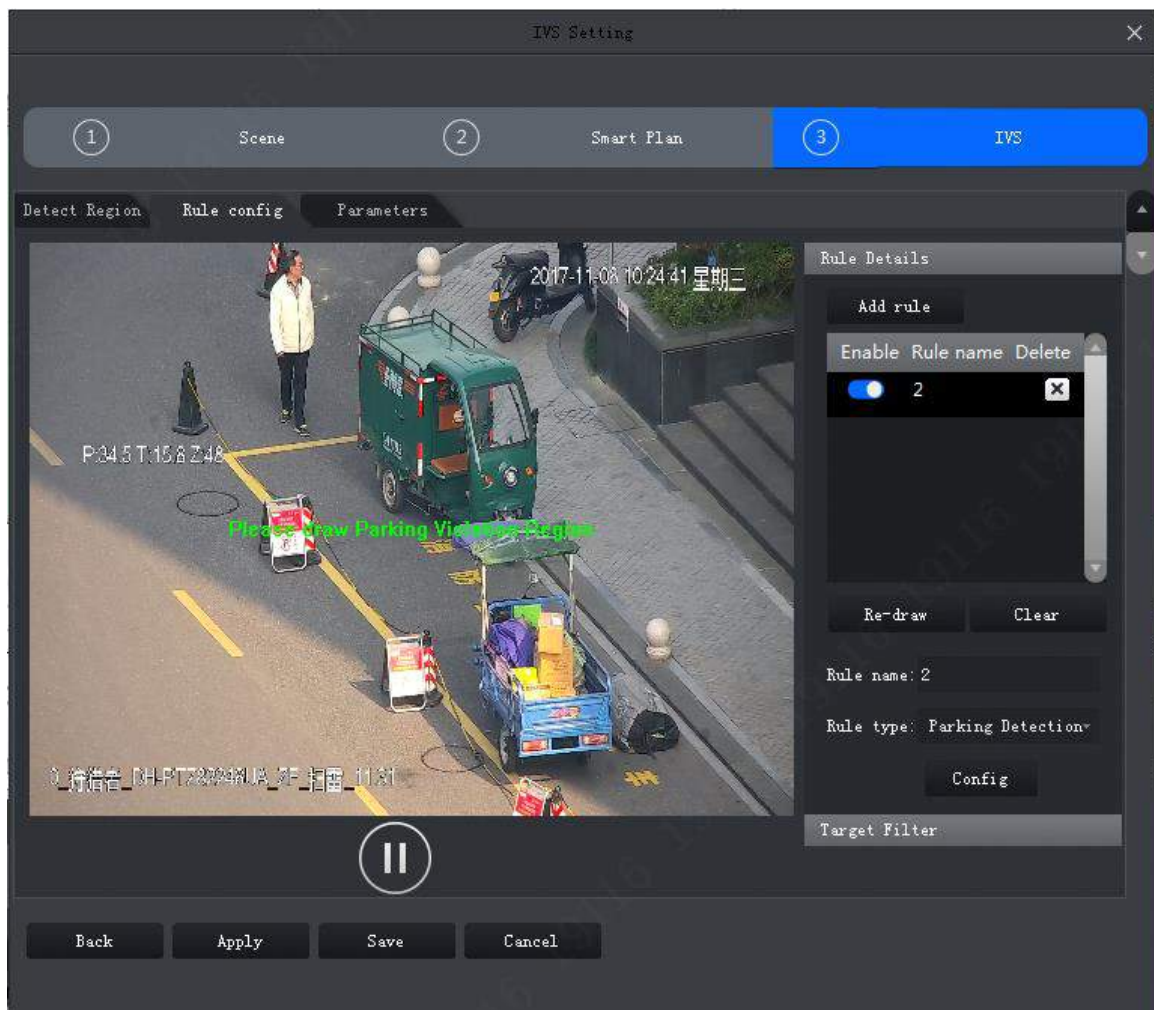 IVS Setting
1 Scene
2 Smart Plan
3 IVS
Detect Region
Rule config
Parameters
2017-11-08 10:24:41 星期三
P:34.5 T:15.8 Z:48
Please draw Parking Violation Region
Rule Details
Add rule
Enable Rule name Delete
2
Re-draw Clear
Rule name: 2
Rule type: Parking Detection
Config
Target Filter
Back Apply Save Cancel